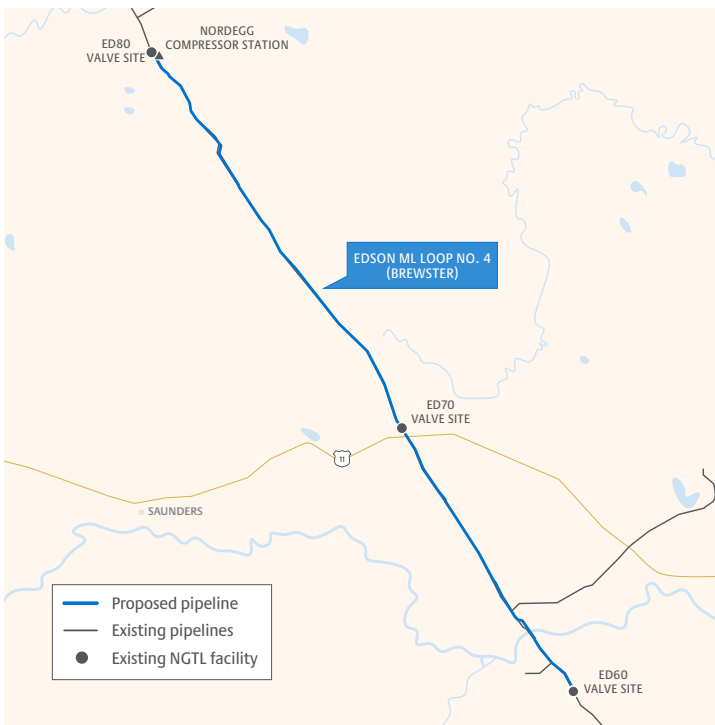 ED80
VALVE SITE
NORDEGG
COMPRESSOR STATION
EDSON ML LOOP NO. 4
(BREWSTER)
ED70
VALVE SITE
11
SAUNDERS
Proposed pipeline
Existing pipelines
Existing NGTL facility
ED60
VALVE SITE